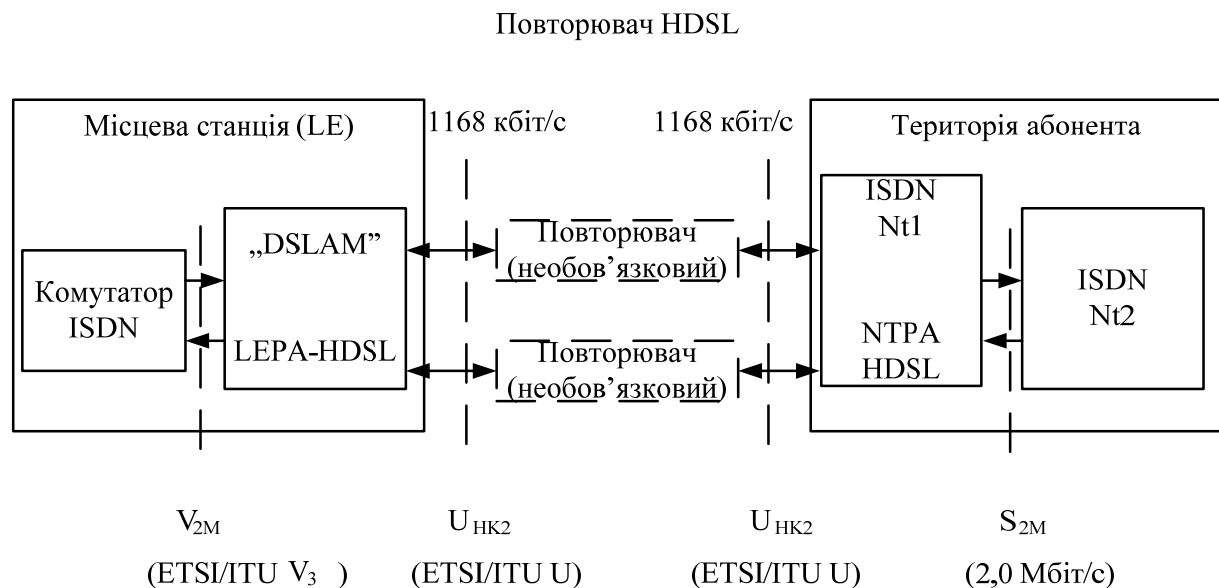 Повторювач HDSL
Місцева станція (LE)
1168 кбіт/с
1168 кбіт/с
Територія абонента
Комутатор
ISDN
„DSLAM”
LEPA-HDSL
Повторювач
(необов’язковий)
Повторювач
(необов’язковий)
ISDN
Nt1
NTPA
HDSL
ISDN
Nt2
V2M
UHK2
UHK2
S2M
(ETSI/ITU V3 )
(ETSI/ITU U)
(ETSI/ITU U)
(2,0 Мбіт/с)